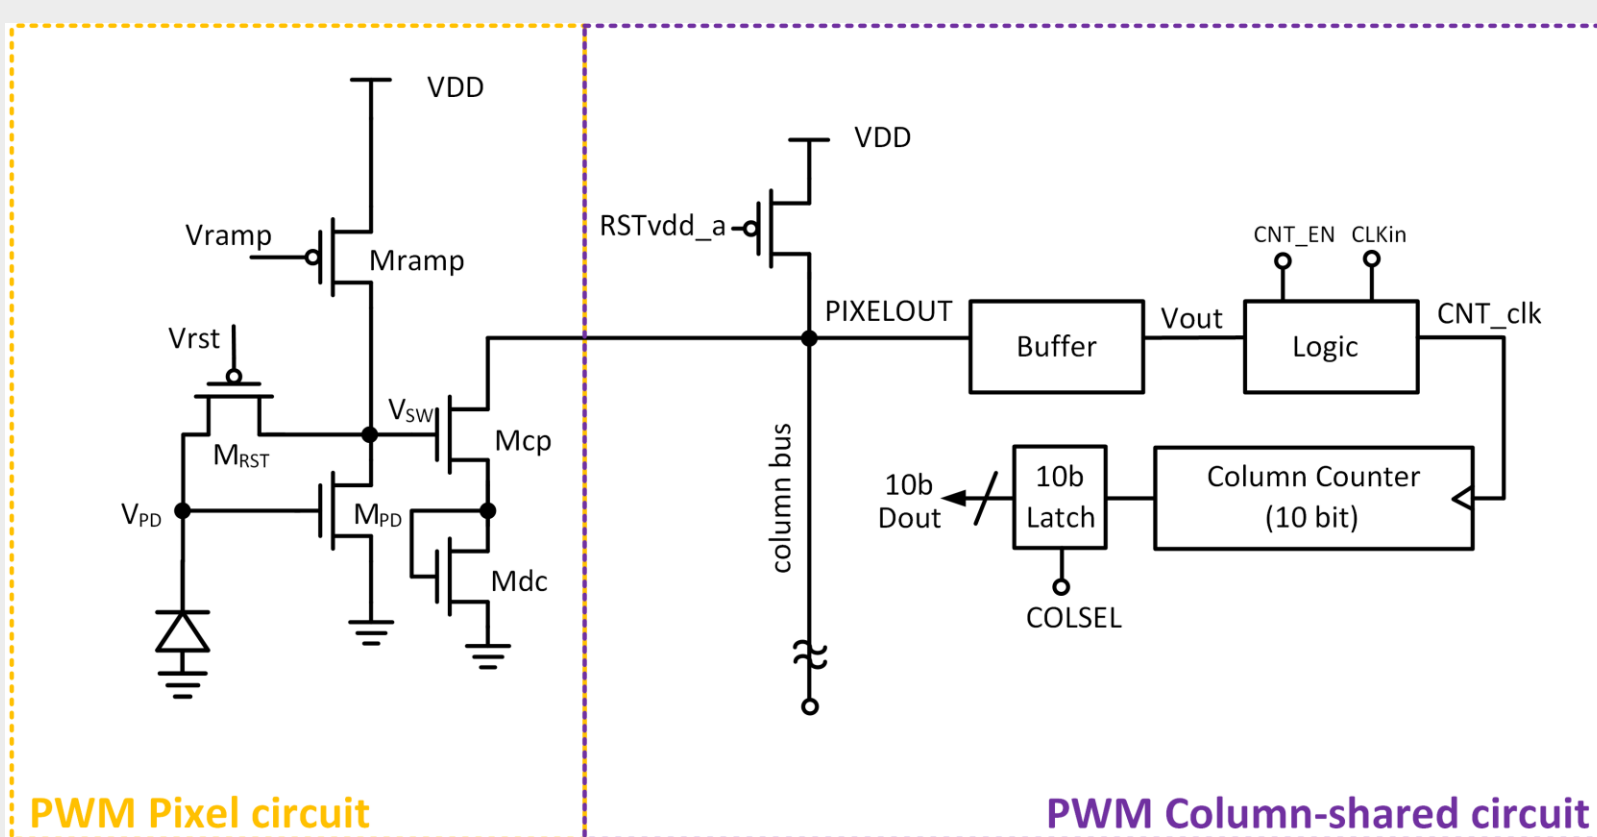 VDD
VDD
Vramp
Mramp
RSTvdd_a
CNT_EN
CLKin
Vrst
PIXELOUT
Buffer
Vout
Logic
CNT_clk
VSW
Mcp
MRST
column bus
VPD
MPD
Mdc
10b
Dout
10b
Latch
Column Counter
(10 bit)
COLSEL
PWM Pixel circuit
PWM Column-shared circuit